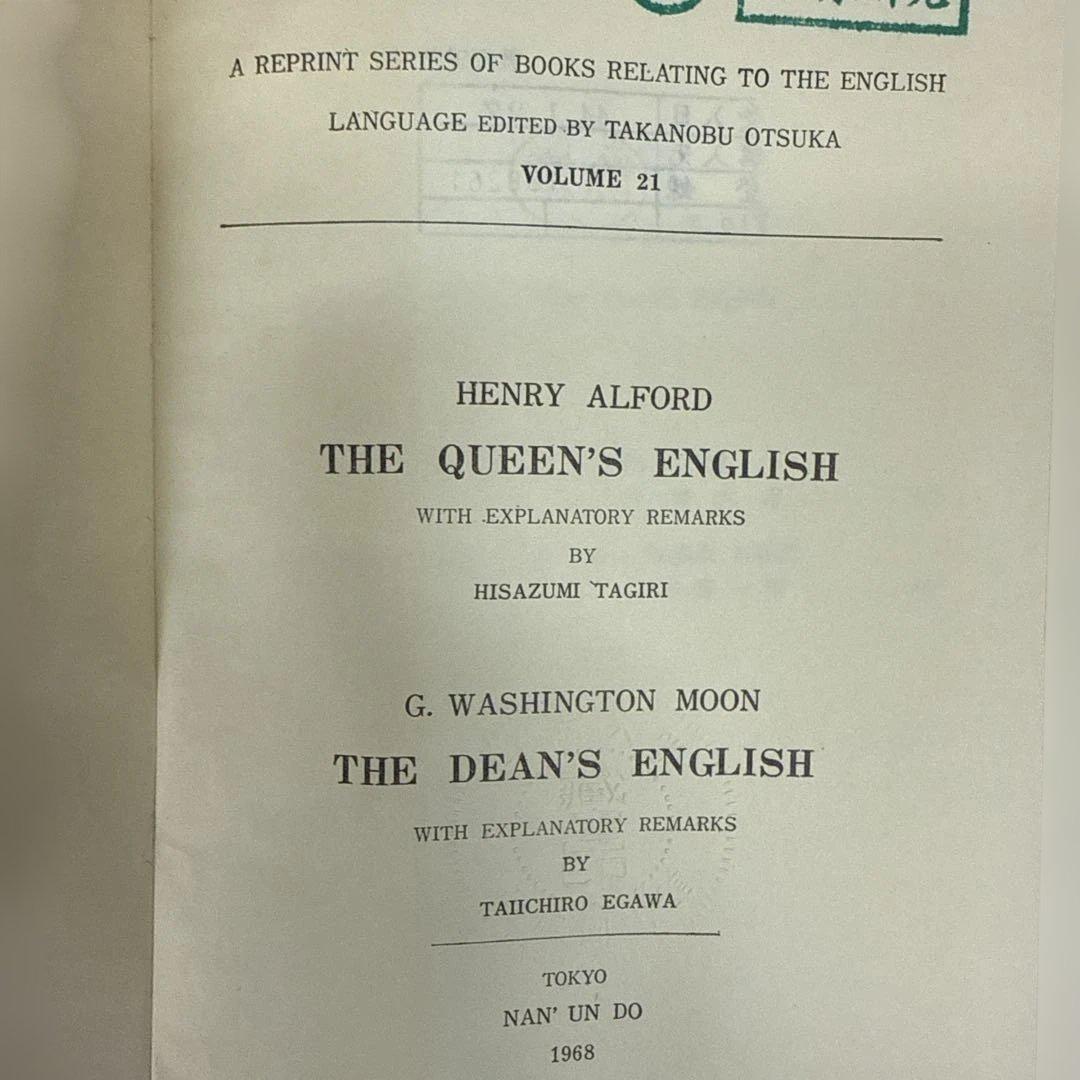 A REPRINT SERIES OF BOOKS RELATING TO THE ENGLISH
LANGUAGE EDITED BY TAKANOBU OTSUKA
VOLUME 21
HENRY ALFORD
THE QUEEN'S ENGLISH
WITH EXPLANATORY REMARKS
BY
HISAZUMI TAGIRI
G. WASHINGTON MOON
THE DEAN'S ENGLISH
WITH EXPLANATORY REMARKS
BY
TAIICHIRO EGAWA
TOKYO
NAN' UN DO
1968